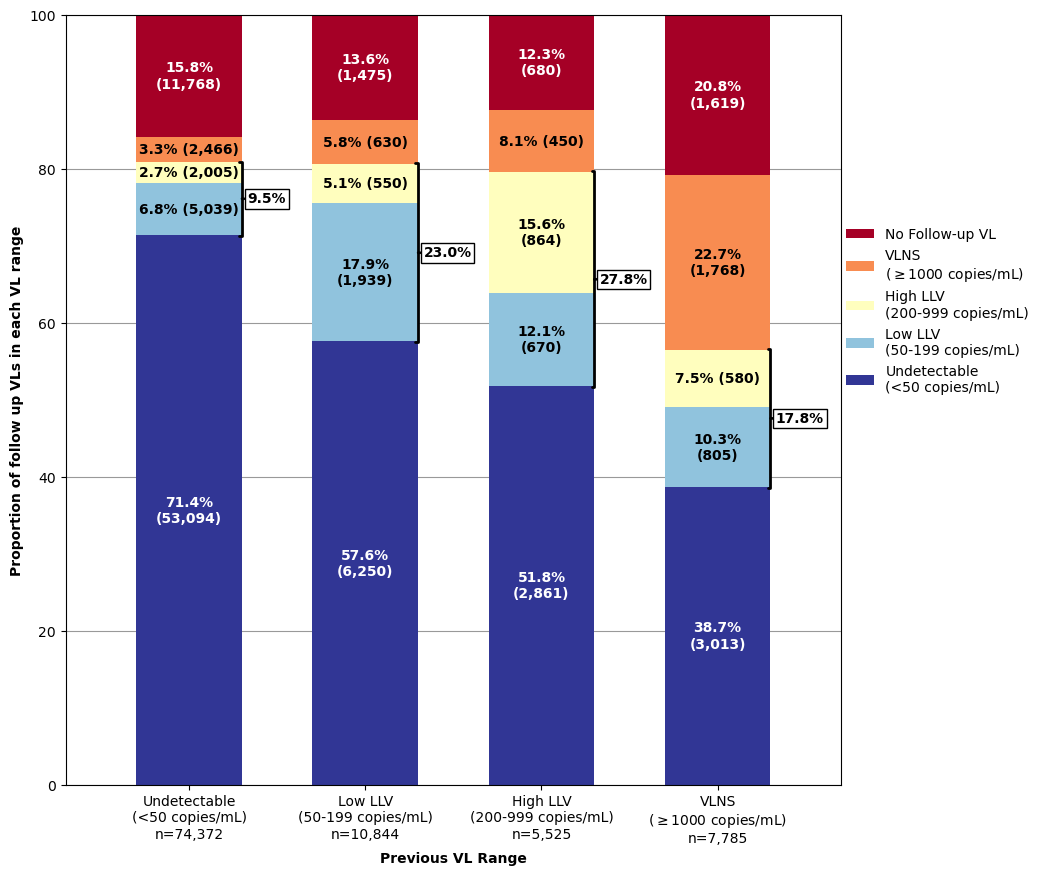 Proportion of follow up VLs in each VL range
100
80
60
40
20
0
15.8%
(11,768)
3.3% (2,466)
2.7% (2,005)
6.8% (5,039)
9.5%
71.4%
(53,094)
13.6%
(1,475)
5.8% (630)
5.1% (550)
17.9%
(1,939)
23.0%
57.6%
(6,250)
12.3%
(680)
8.1% (450)
15.6%
(864)
12.1%
(670)
27.8%
51.8%
(2,861)
20.8%
(1,619)
22.7%
(1,768)
7.5% (580)
10.3%
(805)
17.8%
38.7%
(3,013)
No Follow-up VL
VLNS
(≥1000 copies/mL)
High LLV
(200-999 copies/mL)
Low LLV
(50-199 copies/mL)
Undetectable
(<50 copies/mL)
Undetectable
(<50 copies/mL)
n=74,372
Low LLV
(50-199 copies/mL)
n=10,844
High LLV
(200-999 copies/mL)
n=5,525
VLNS
(≥1000 copies/mL)
n=7,785
Previous VL Range